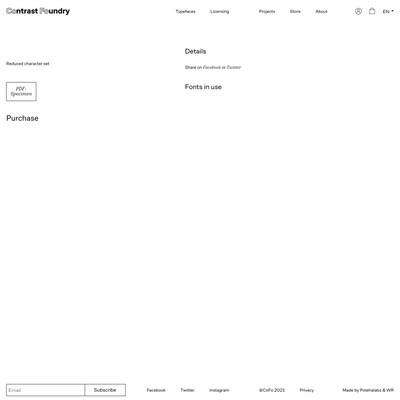 Contrast Foundry
Typefaces Licensing Projects Store About EN
Details
Reduced character set
Share on Facebook or Twitter
PDF-
Specimen
Fonts in use
Purchase
Email Subscribe Facebook Twitter Instagram @CoFo 2021 Privacy Made by Potehalabs & WR